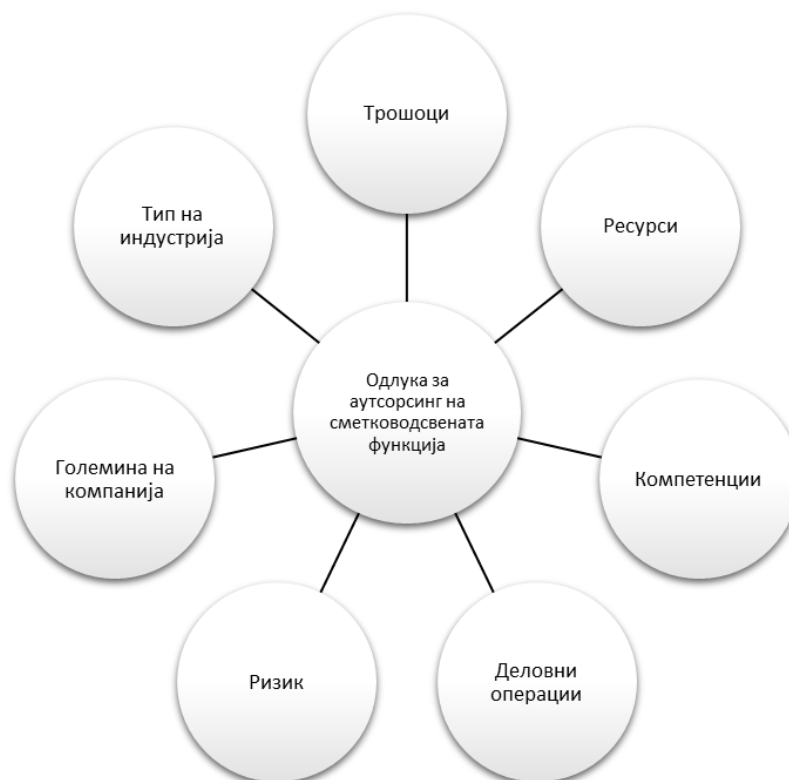 Трошоци
Ресурси
Компетенции
Деловни
операции
Ризик
Големина на
компанија
Тип на
индустрија
Одлука за
аутсорсинг на
сметководсвената
функција